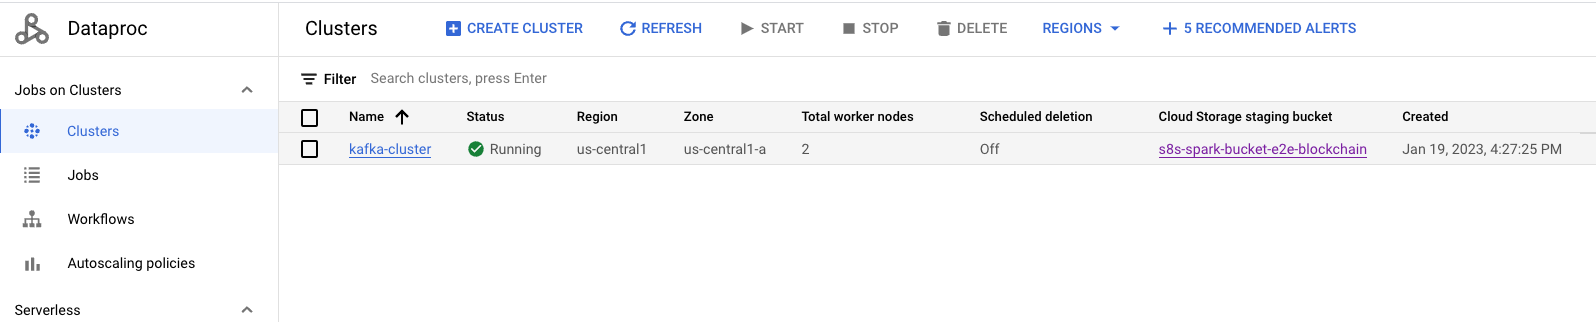 Dataproc
Clusters CREATE CLUSTER REFRESH START STOP DELETE REGIONS 5 RECOMMENDED ALERTS
Jobs on Clusters
Clusters
Jobs
Workflows
Autoscaling policies
Serverless
Filter Search clusters, press Enter
Name Status Region Zone Total worker nodes Scheduled deletion Cloud Storage staging bucket Created
kafka-cluster Running us-central1 us-central1-a 2 Off s8s-spark-bucket-e2e-blockchain Jan 19, 2023, 4:27:25 PM